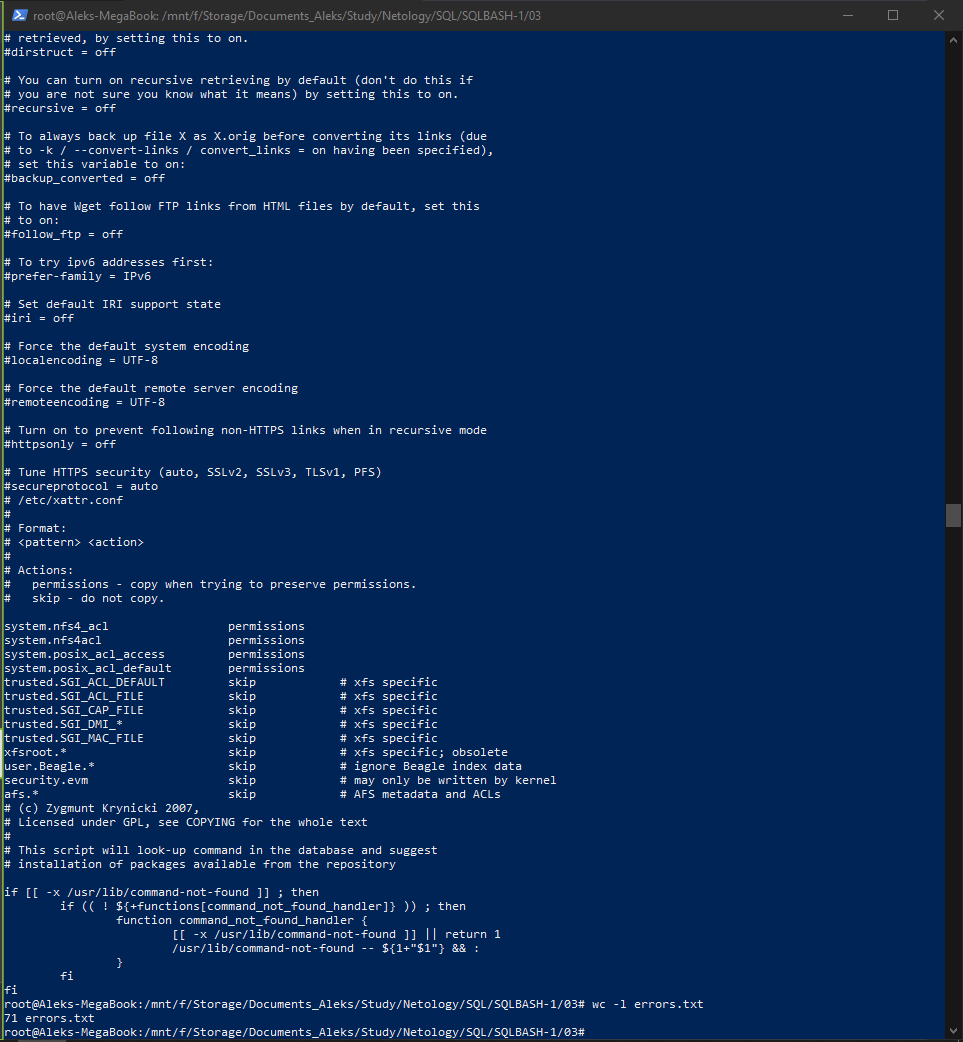 root@Aleks-MegaBook: /mnt/f/Storage/Documents_Aleks/Study/Netology/SQL/SQLBASH-1/03
# retrieved, by setting this to on.
#dirstruct = off

# You can turn on recursive retrieving by default (don't do this if
# you are not sure you know what it means) by setting this to on.
#recursive = off

# To always back up file X as X.orig before converting its links (due
# to -k / --convert-links / convert_links = on having been specified),
# set this variable to on:
#backup_converted = off

# To have Wget follow FTP links from HTML files by default, set this
# to on:
#follow_ftp = off

# To try ipv6 addresses first:
#prefer-family = IPv6

# Set default IRI support state
#iri = off

# Force the default system encoding
#localencoding = UTF-8

# Force the default remote server encoding
#remoteencoding = UTF-8

# Turn on to prevent following non-HTTPS links when in recursive mode
#httpsonly = off

# Tune HTTPS security (auto, SSLv2, SSLv3, TLSv1, PFS)
#secureprotocol = auto
# /etc/xattr.conf
#
# Format:
# <pattern> <action>
#
# Actions:
#   permissions - copy when trying to preserve permissions.
#   skip - do not copy.

system.nfs4_acl                 permissions
system.nfs4acl                  permissions
system.posix_acl_access         permissions
system.posix_acl_default        permissions
trusted.SGI_ACL_DEFAULT         skip            # xfs specific
trusted.SGI_ACL_FILE            skip            # xfs specific
trusted.SGI_CAP_FILE            skip            # xfs specific
trusted.SGI_DMI_*               skip            # xfs specific
trusted.SGI_MAC_FILE            skip            # xfs specific
xfsroot.*                       skip            # xfs specific; obsolete
user.Beagle.*                   skip            # ignore Beagle index data
security.evm                    skip            # may only be written by kernel
afs.*                           skip            # AFS metadata and ACLs
# (c) Zygmunt Krynicki 2007,
# Licensed under GPL, see COPYING for the whole text
#
# This script will look-up command in the database and suggest
# installation of packages available from the repository

if [[ -x /usr/lib/command-not-found ]] ; then
        if (( ! ${+functions[command_not_found_handler]} )) ; then
                function command_not_found_handler {
                        [[ -x /usr/lib/command-not-found ]] || return 1
                        /usr/lib/command-not-found -- ${1+"$1"} && :
                }
        fi
fi
root@Aleks-MegaBook:/mnt/f/Storage/Documents_Aleks/Study/Netology/SQL/SQLBASH-1/03# wc -l errors.txt
71 errors.txt
root@Aleks-MegaBook:/mnt/f/Storage/Documents_Aleks/Study/Netology/SQL/SQLBASH-1/03#